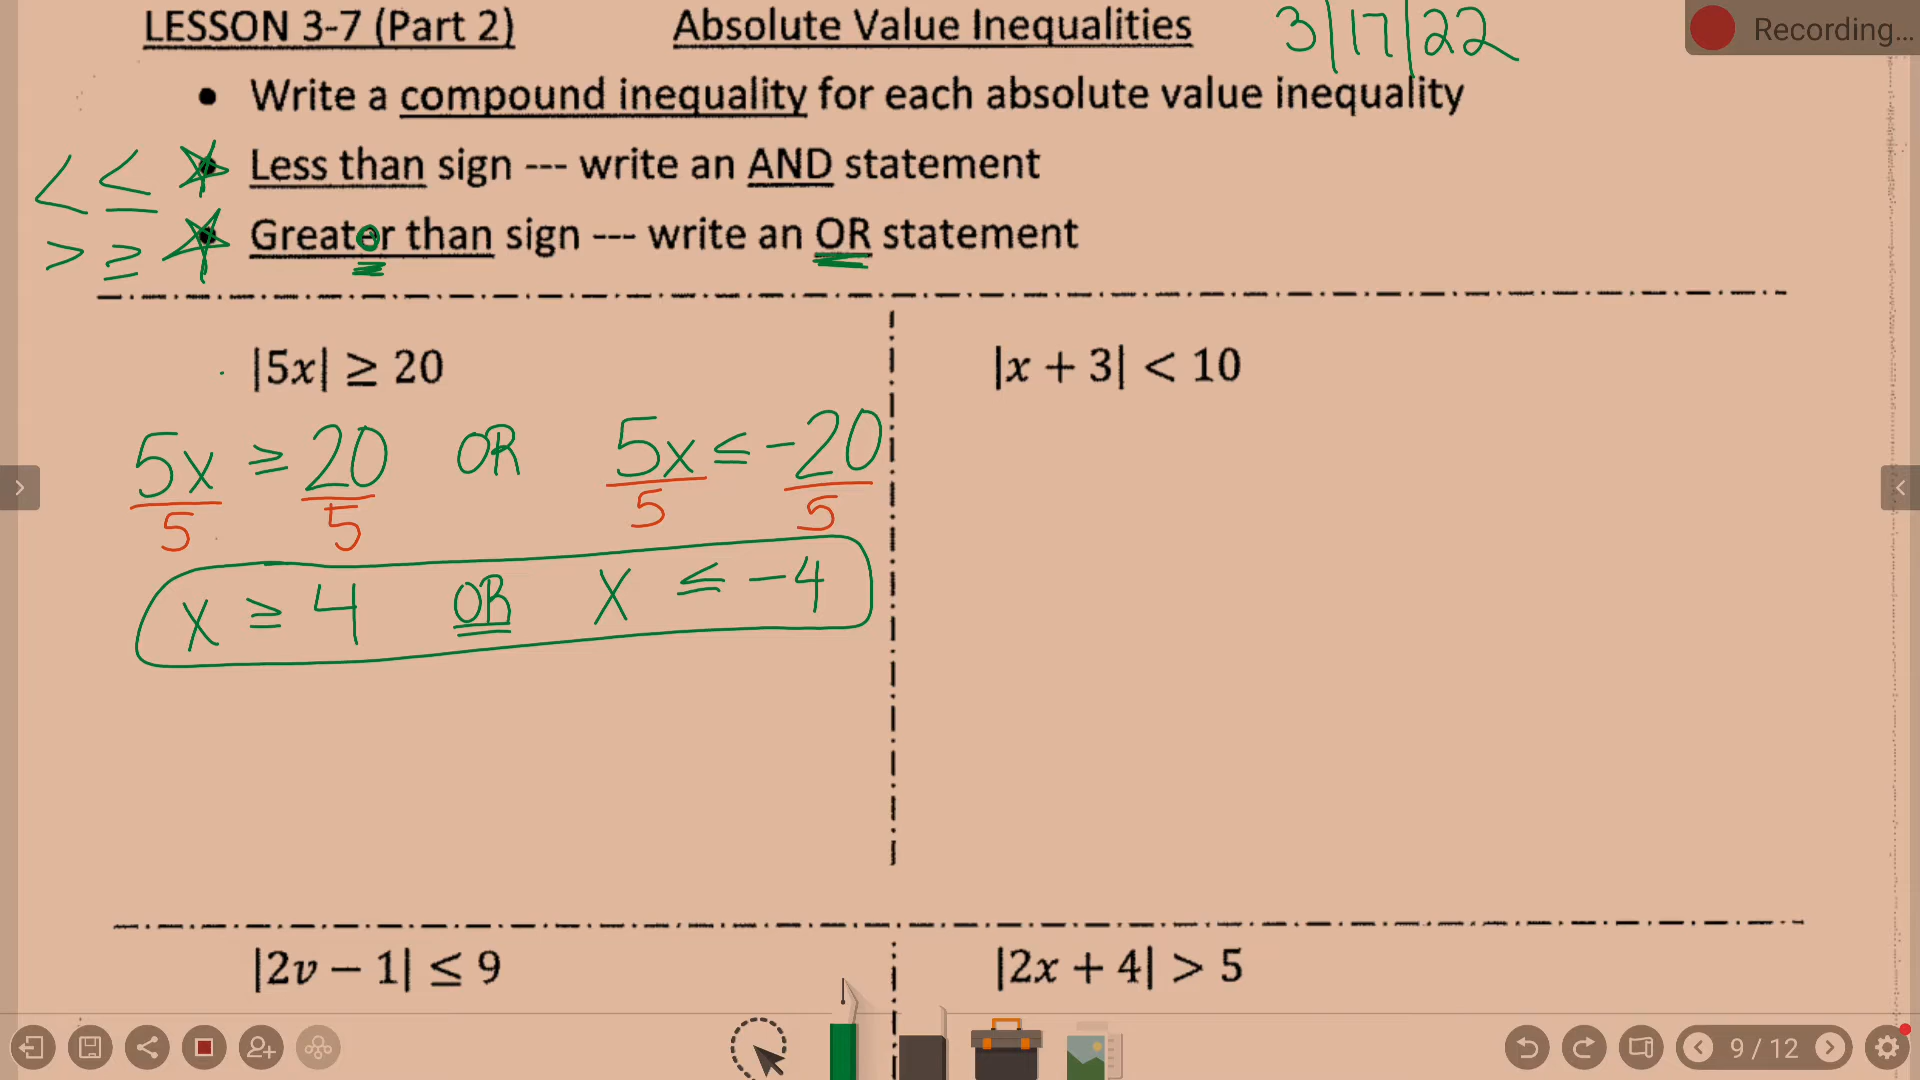 LESSON 3-7 (Part 2) Absolute Value Inequalities 3|17|22
Recording...
• Write a compound inequality for each absolute value inequality
< ≤ Less than sign --- write an AND statement
> ≥ Greater than sign --- write an OR statement
|5x| ≥ 20
5x ≥ 20 OR 5x ≤ -20
5 5 5 5
x ≥ 4 OR x ≤ -4
|x + 3| < 10
|2v − 1| ≤ 9
|2x + 4| > 5
9 / 12